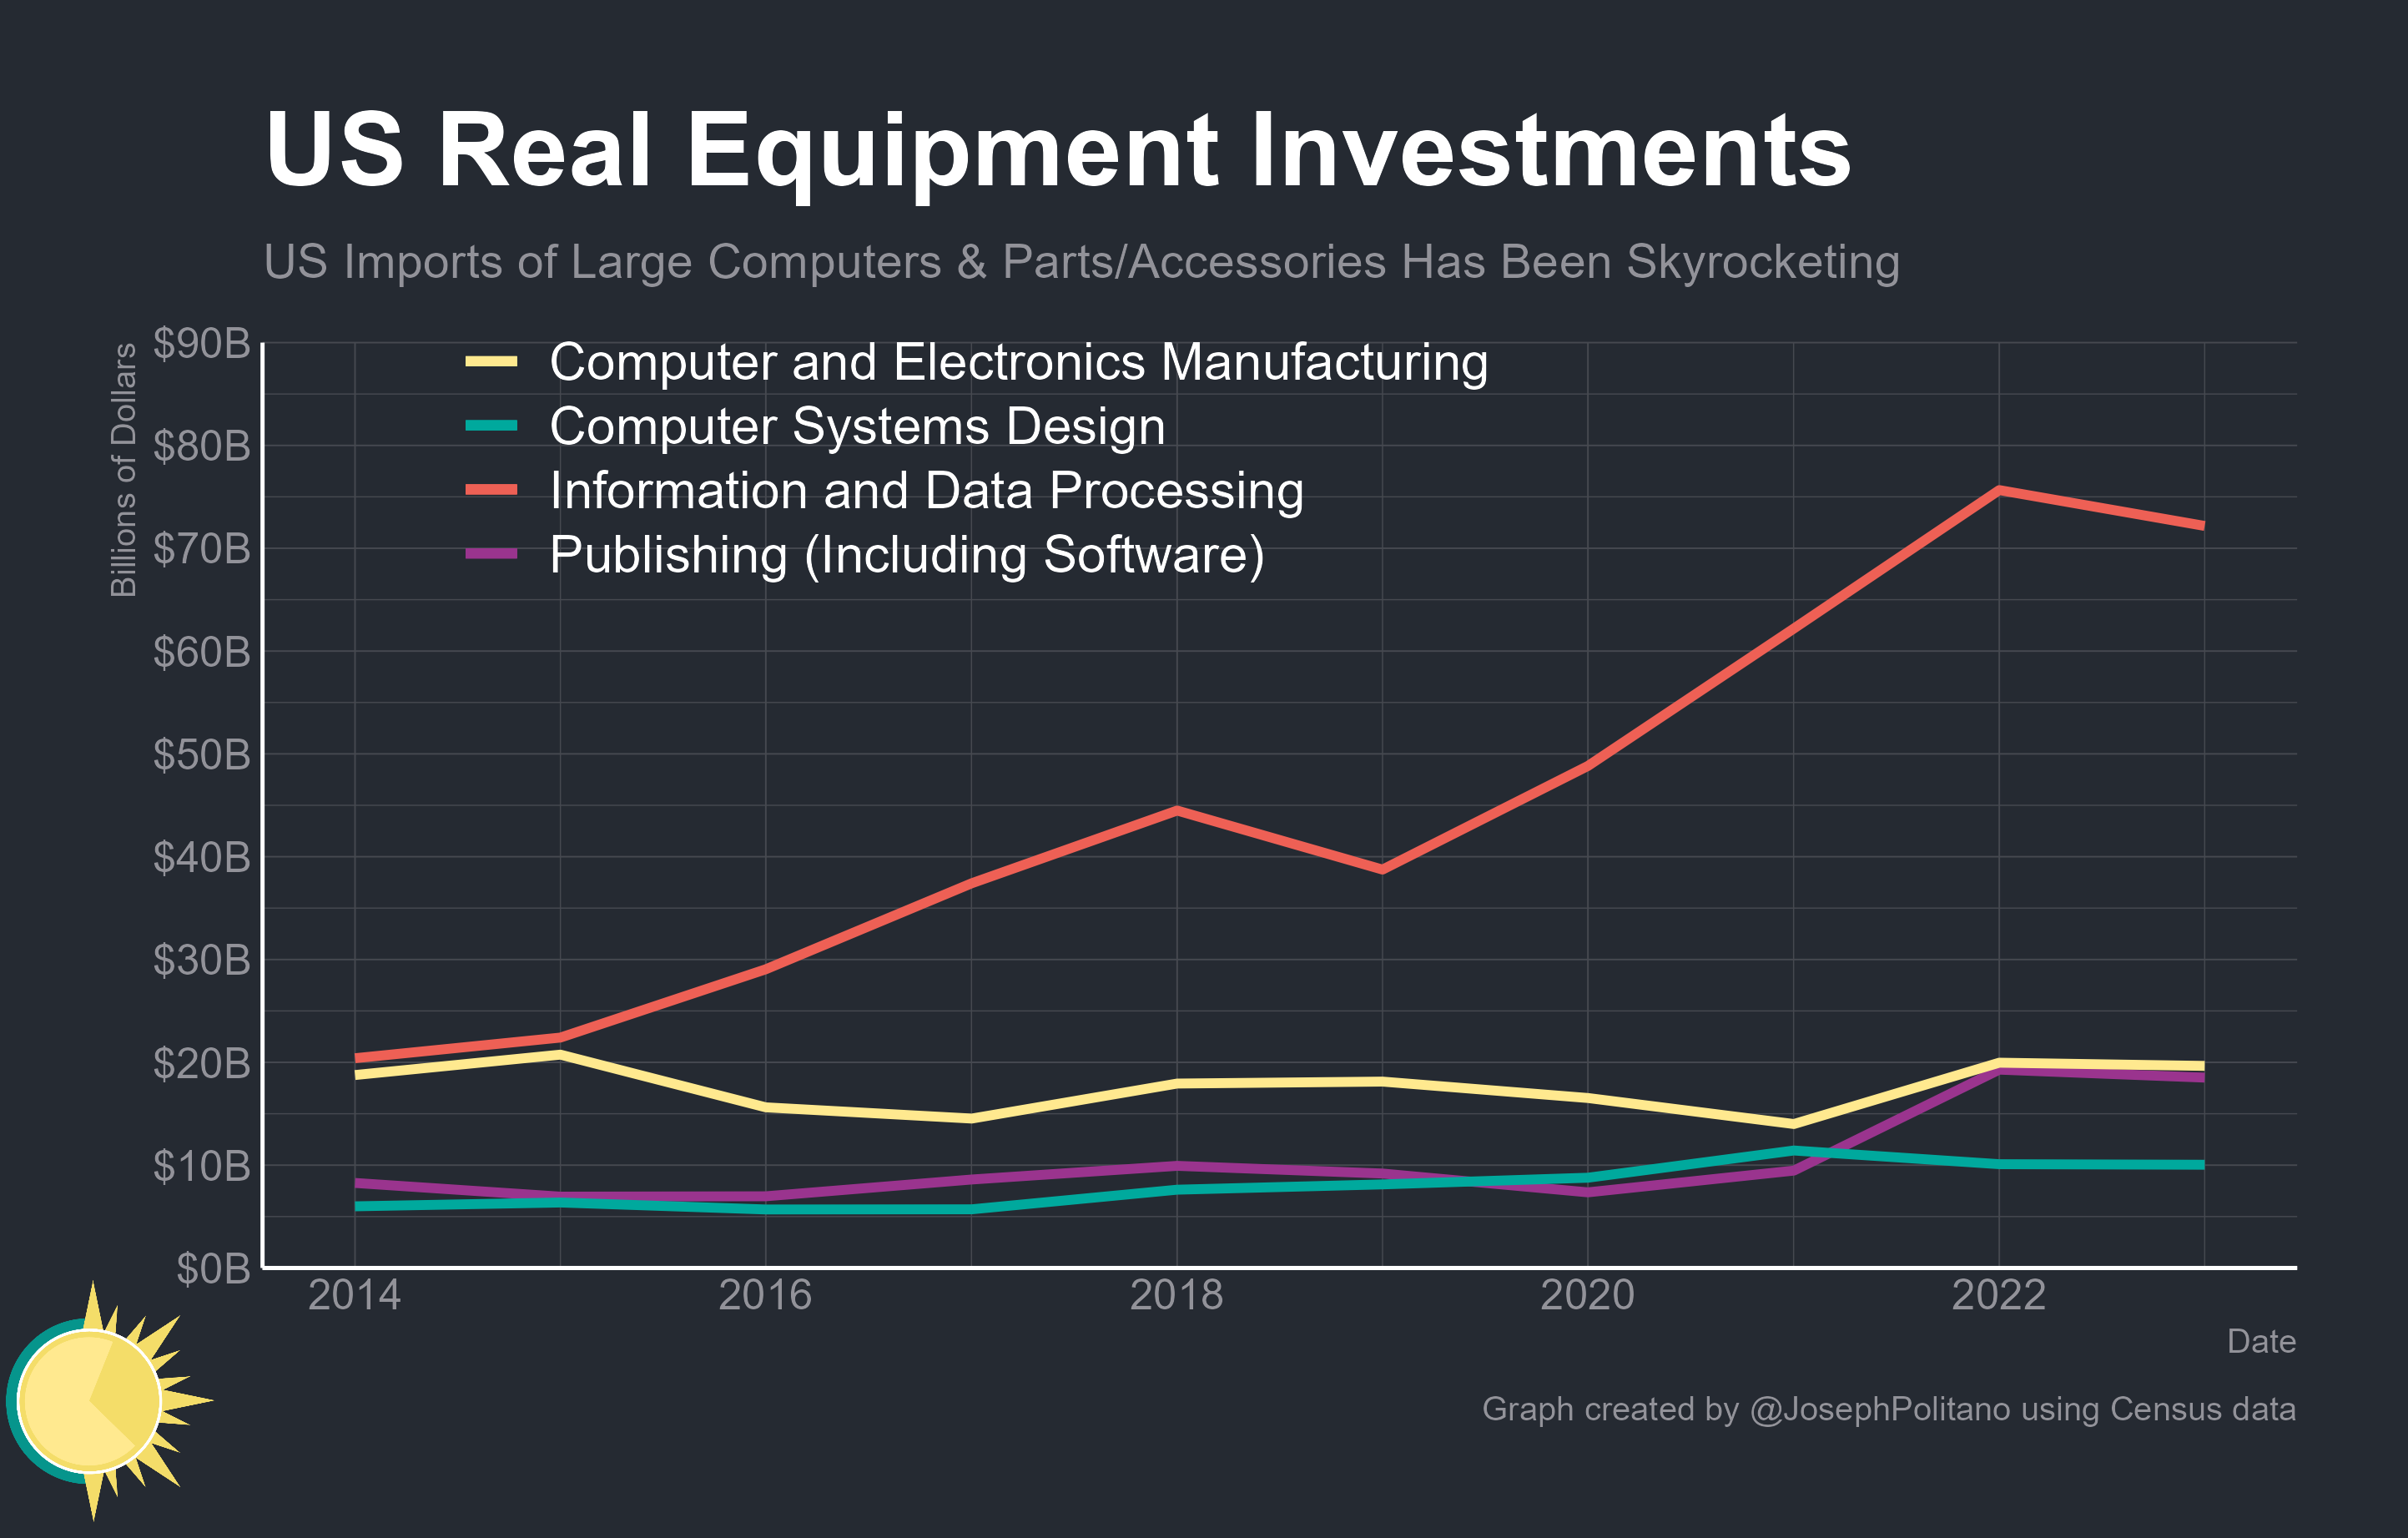 US Real Equipment Investments
US Imports of Large Computers & Parts/Accessories Has Been Skyrocketing
Billions of Dollars
$90B
$80B
$70B
$60B
$50B
$40B
$30B
$20B
$10B
$0B
Computer and Electronics Manufacturing
Computer Systems Design
Information and Data Processing
Publishing (Including Software)
2014 2016 2018 2020 2022
Date
Graph created by @JosephPolitano using Census data